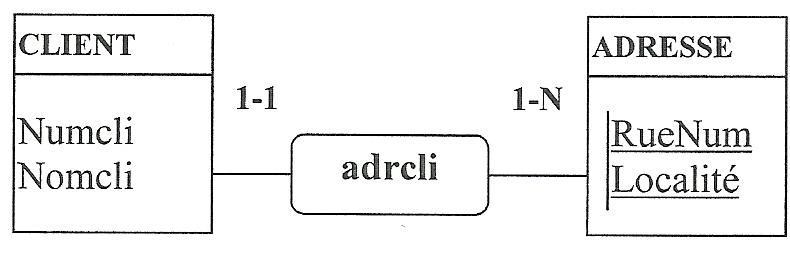 CLIENT
Numcli
Nomcli
1-1
adrcli
1-N
ADRESSE
RueNum
Localité